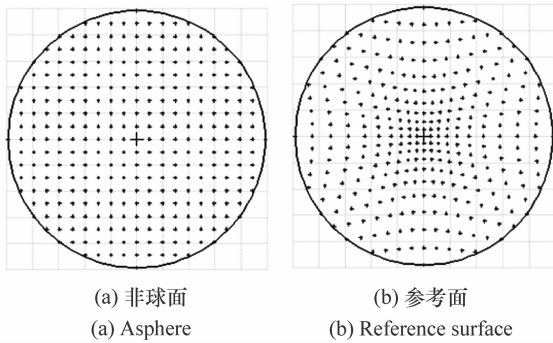 (a) 非球面
(a) Asphere
(b) 参考面
(b) Reference surface